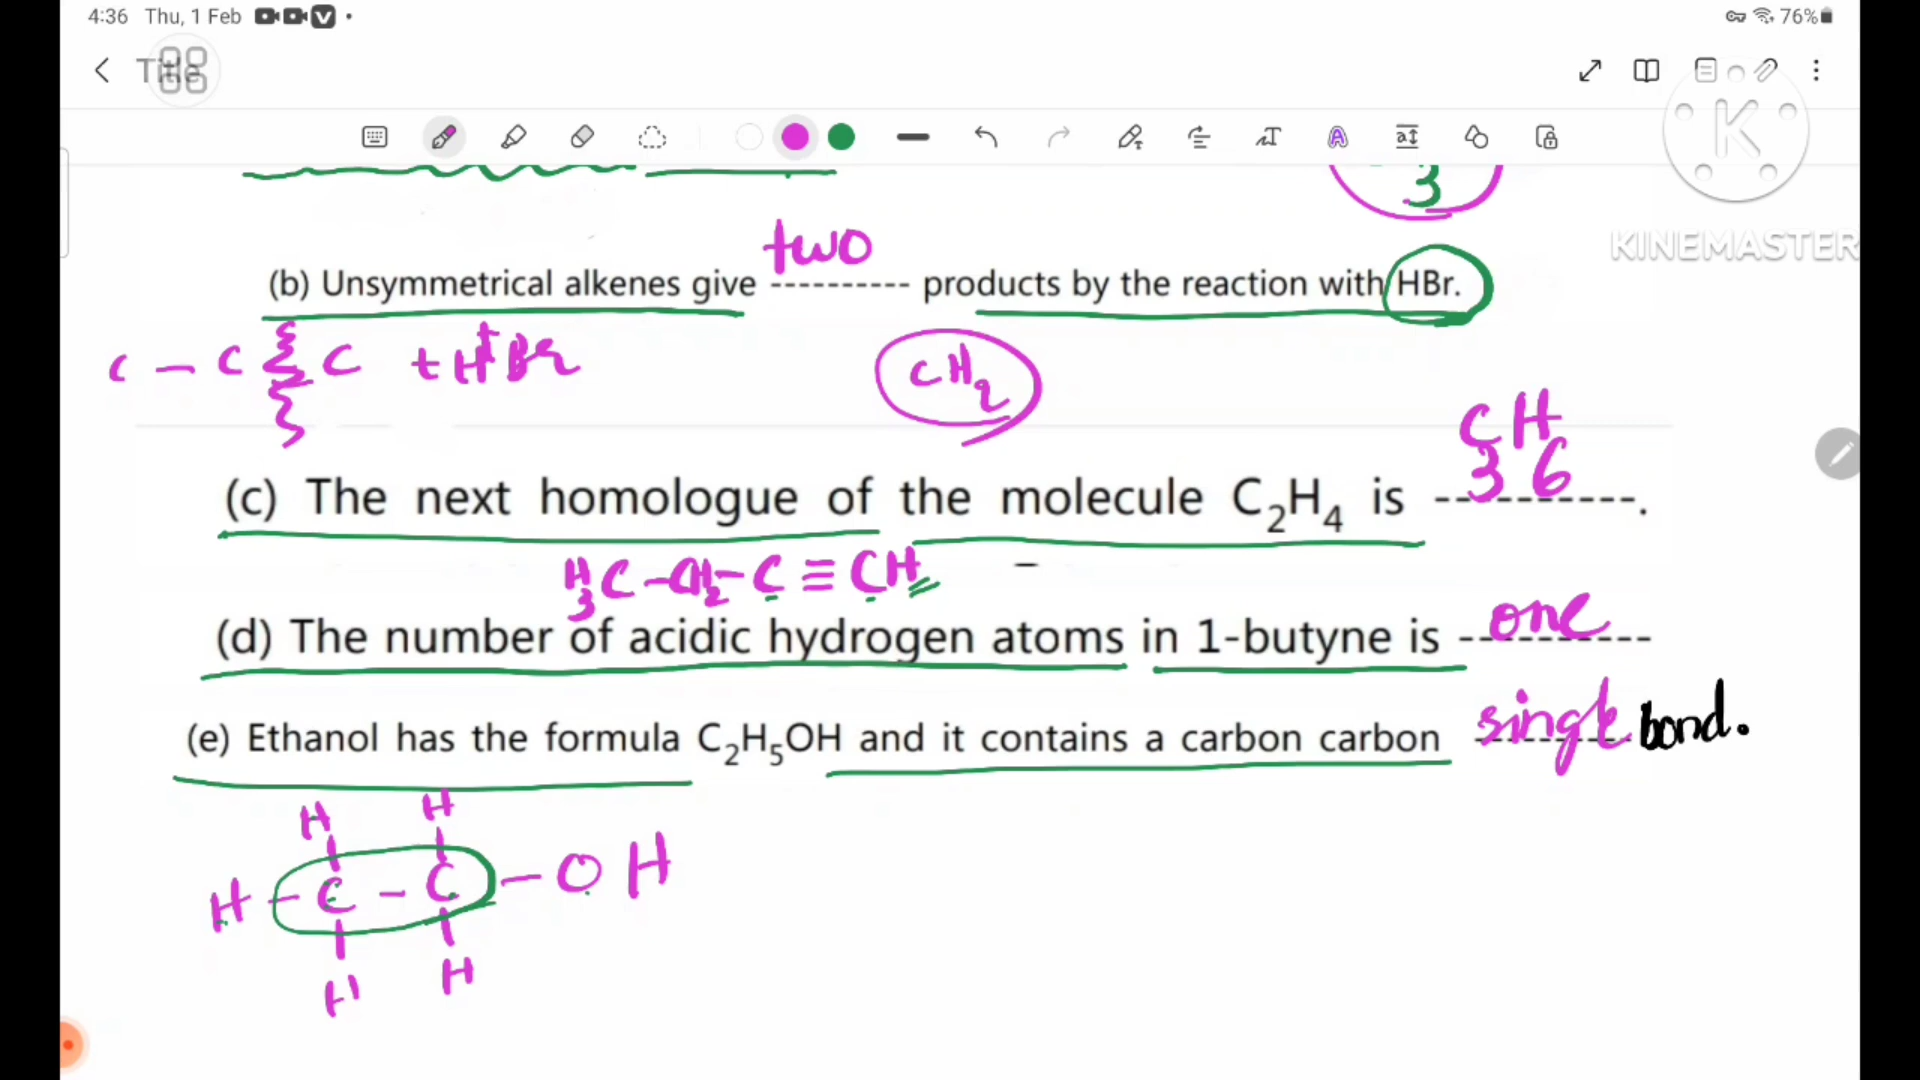 4:36 Thu, 1 Feb V 76%
Title
K
KINEMASTER
3
two
(b) Unsymmetrical alkenes give ---------- products by the reaction with HBr.
C - C C + H Br
CH₂
CH
3 6
(c) The next homologue of the molecule C₂H₄ is ----------.
H₃C-CH₂-C≡CH
(d) The number of acidic hydrogen atoms in 1-butyne is one
(e) Ethanol has the formula C₂H₅OH and it contains a carbon carbon single bond.
H H
H - C - C - OH
H H